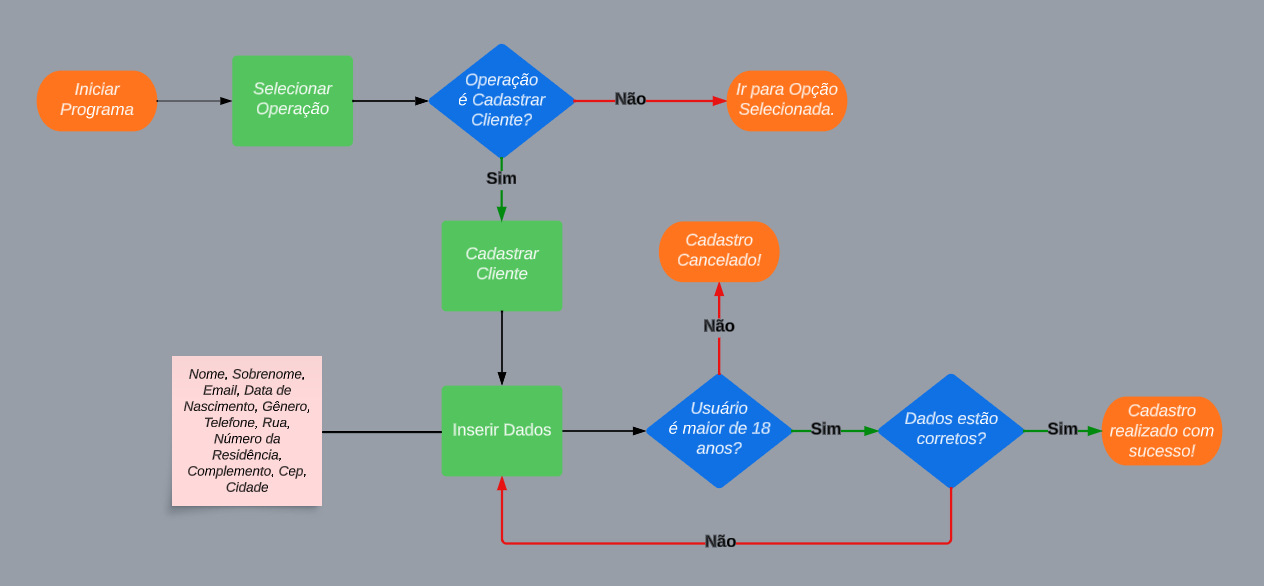 Iniciar
Programa
Selecionar
Operação
Operação
é Cadastrar
Cliente?
Não
Ir para Opção
Selecionada.
Sim
Cadastrar
Cliente
Cadastro
Cancelado!
Não
Nome, Sobrenome,
Email, Data de
Nascimento, Gênero,
Telefone, Rua,
Número da
Residência,
Complemento, Cep,
Cidade
Inserir Dados
Usuário
é maior de 18
anos?
Sim
Dados estão
corretos?
Sim
Cadastro
realizado com
sucesso!
Não